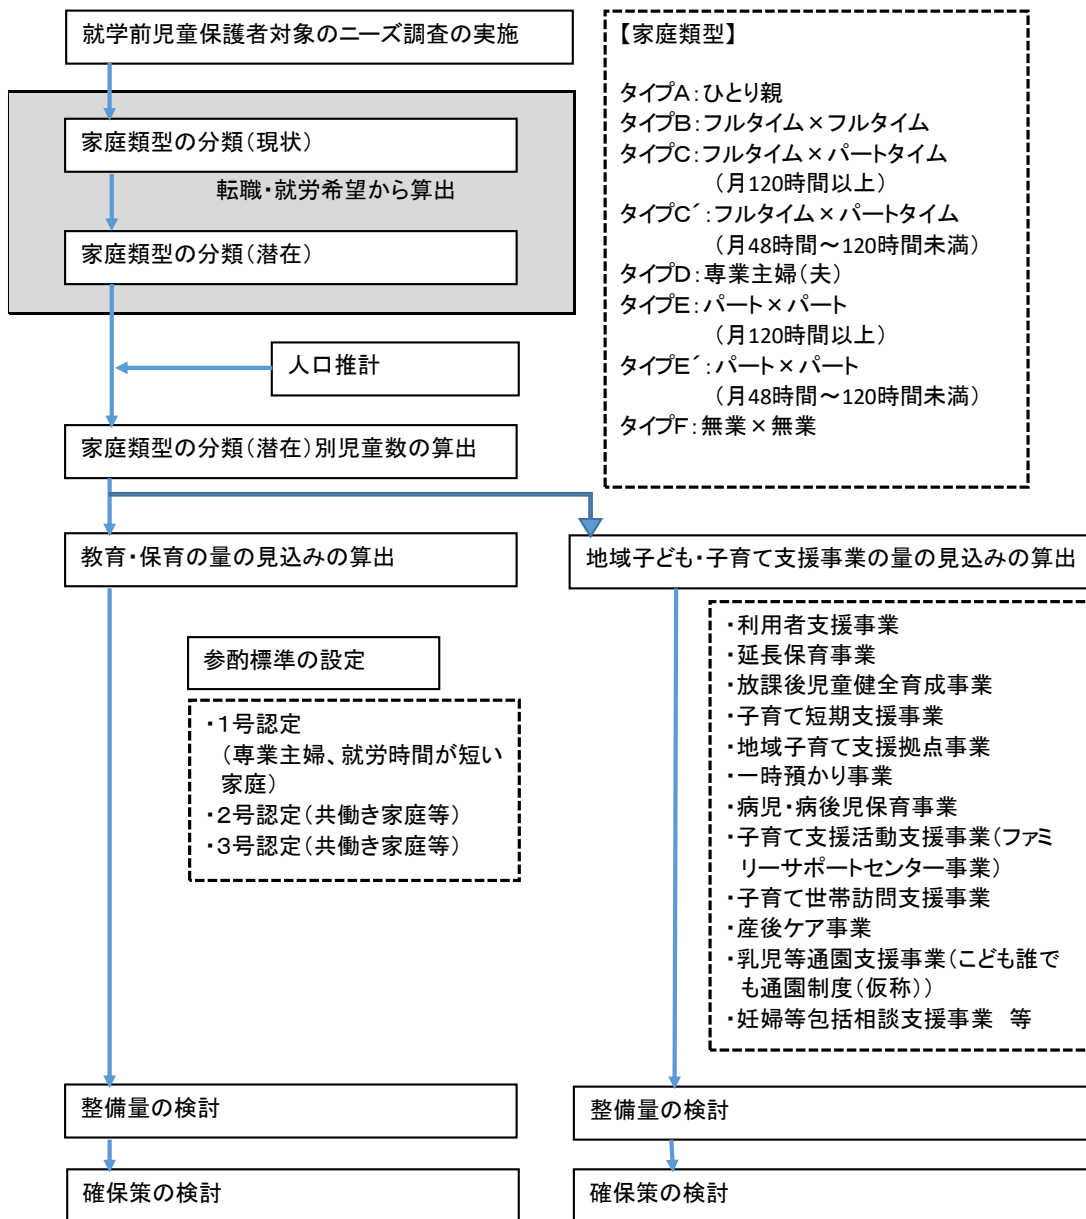 就学前児童保護者対象のニーズ調査の実施
家庭類型の分類(現状)
転職・就労希望から算出
家庭類型の分類(潜在)
人口推計
家庭類型の分類(潜在)別児童数の算出
【家庭類型】
タイプA:ひとり親
タイプB:フルタイム×フルタイム
タイプC:フルタイム×パートタイム
(月120時間以上)
タイプC´:フルタイム×パートタイム
(月48時間~120時間未満)
タイプD:専業主婦(夫)
タイプE:パート×パート
(月120時間以上)
タイプE´:パート×パート
(月48時間~120時間未満)
タイプF:無業×無業
教育・保育の量の見込みの算出
参酌標準の設定
・1号認定
(専業主婦、就労時間が短い
家庭)
・2号認定(共働き家庭等)
・3号認定(共働き家庭等)
整備量の検討
確保策の検討
地域子ども・子育て支援事業の量の見込みの算出
・利用者支援事業
・延長保育事業
・放課後児童健全育成事業
・子育て短期支援事業
・地域子育て支援拠点事業
・一時預かり事業
・病児・病後児保育事業
・子育て支援活動支援事業(ファミ
リーサポートセンター事業)
・子育て世帯訪問支援事業
・産後ケア事業
・乳児等通園支援事業(こども誰で
も通園制度(仮称))
・妊婦等包括相談支援事業 等
整備量の検討
確保策の検討